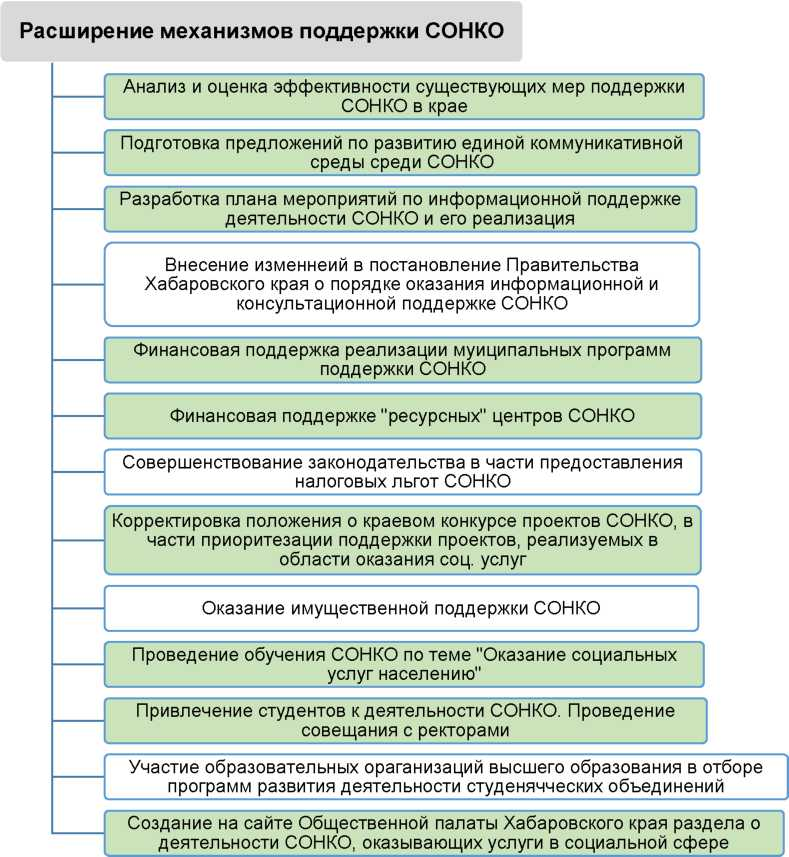 Расширение механизмов поддержки СОНКО
Анализ и оценка эффективности существующих мер поддержки
СОНКО в крае
Подготовка предложений по развитию единой коммуникативной
среды среди СОНКО
Разработка плана мероприятий по информационной поддержке
деятельности СОНКО и его реализация
Внесение изменнеий в постановление Правительства
Хабаровского края о порядке оказания информационной и
консультационной поддержке СОНКО
Финансовая поддержка реализации муиципальных программ
поддержки СОНКО
Финансовая поддержке "ресурсных" центров СОНКО
Совершенствование законодательства в части предоставления
налоговых льгот СОНКО
Корректировка положения о краевом конкурсе проектов СОНКО, в
части приоритезации поддержки проектов, реализуемых в
области оказания соц. услуг
Оказание имущественной поддержки СОНКО
Проведение обучения СОНКО по теме "Оказание социальных
услуг населению"
Привлечение студентов к деятельности СОНКО. Проведение
совещания с ректорами
Участие образовательных ораганизаций высшего образования в отборе
программ развития деятельности студеняччеcких объединений
Создание на сайте Общественной палаты Хабаровского края раздела о
деятельности СОНКО, оказывающих услуги в социальной сфере